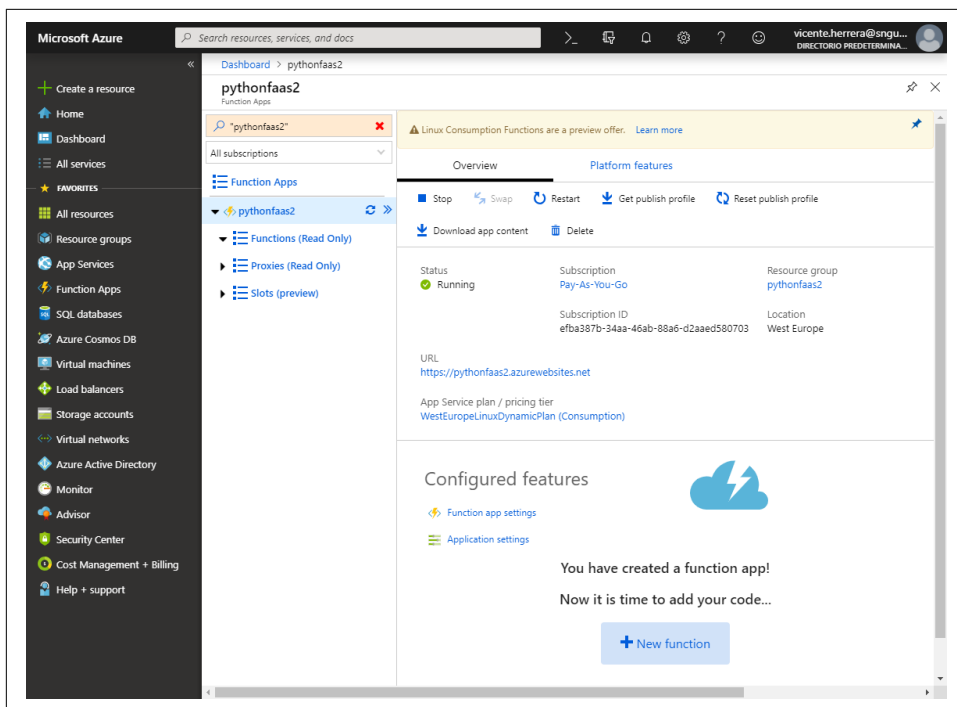 Microsoft Azure
Search resources, services, and docs
vicente.herrera@sngu...
DIRECTORIO PREDETERMINA...
Create a resource
Home
Dashboard
All services
FAVORITES
All resources
Resource groups
App Services
Function Apps
SQL databases
Azure Cosmos DB
Virtual machines
Load balancers
Storage accounts
Virtual networks
Azure Active Directory
Monitor
Advisor
Security Center
Cost Management + Billing
Help + support
Dashboard > pythonfaas2
pythonfaas2
Function Apps
"pythonfaas2"
All subscriptions
Function Apps
pythonfaas2
Functions (Read Only)
Proxies (Read Only)
Slots (preview)
Linux Consumption Functions are a preview offer. Learn more
Overview Platform features
Stop Swap Restart Get publish profile Reset publish profile
Download app content Delete
Status Subscription Resource group
Running Pay-As-You-Go pythonfaas2
Subscription ID Location
efba387b-34aa-46ab-88a6-d2aaed580703 West Europe
URL
https://pythonfaas2.azurewebsites.net
App Service plan / pricing tier
WestEuropeLinuxDynamicPlan (Consumption)
Configured features
Function app settings
Application settings
You have created a function app!
Now it is time to add your code...
New function